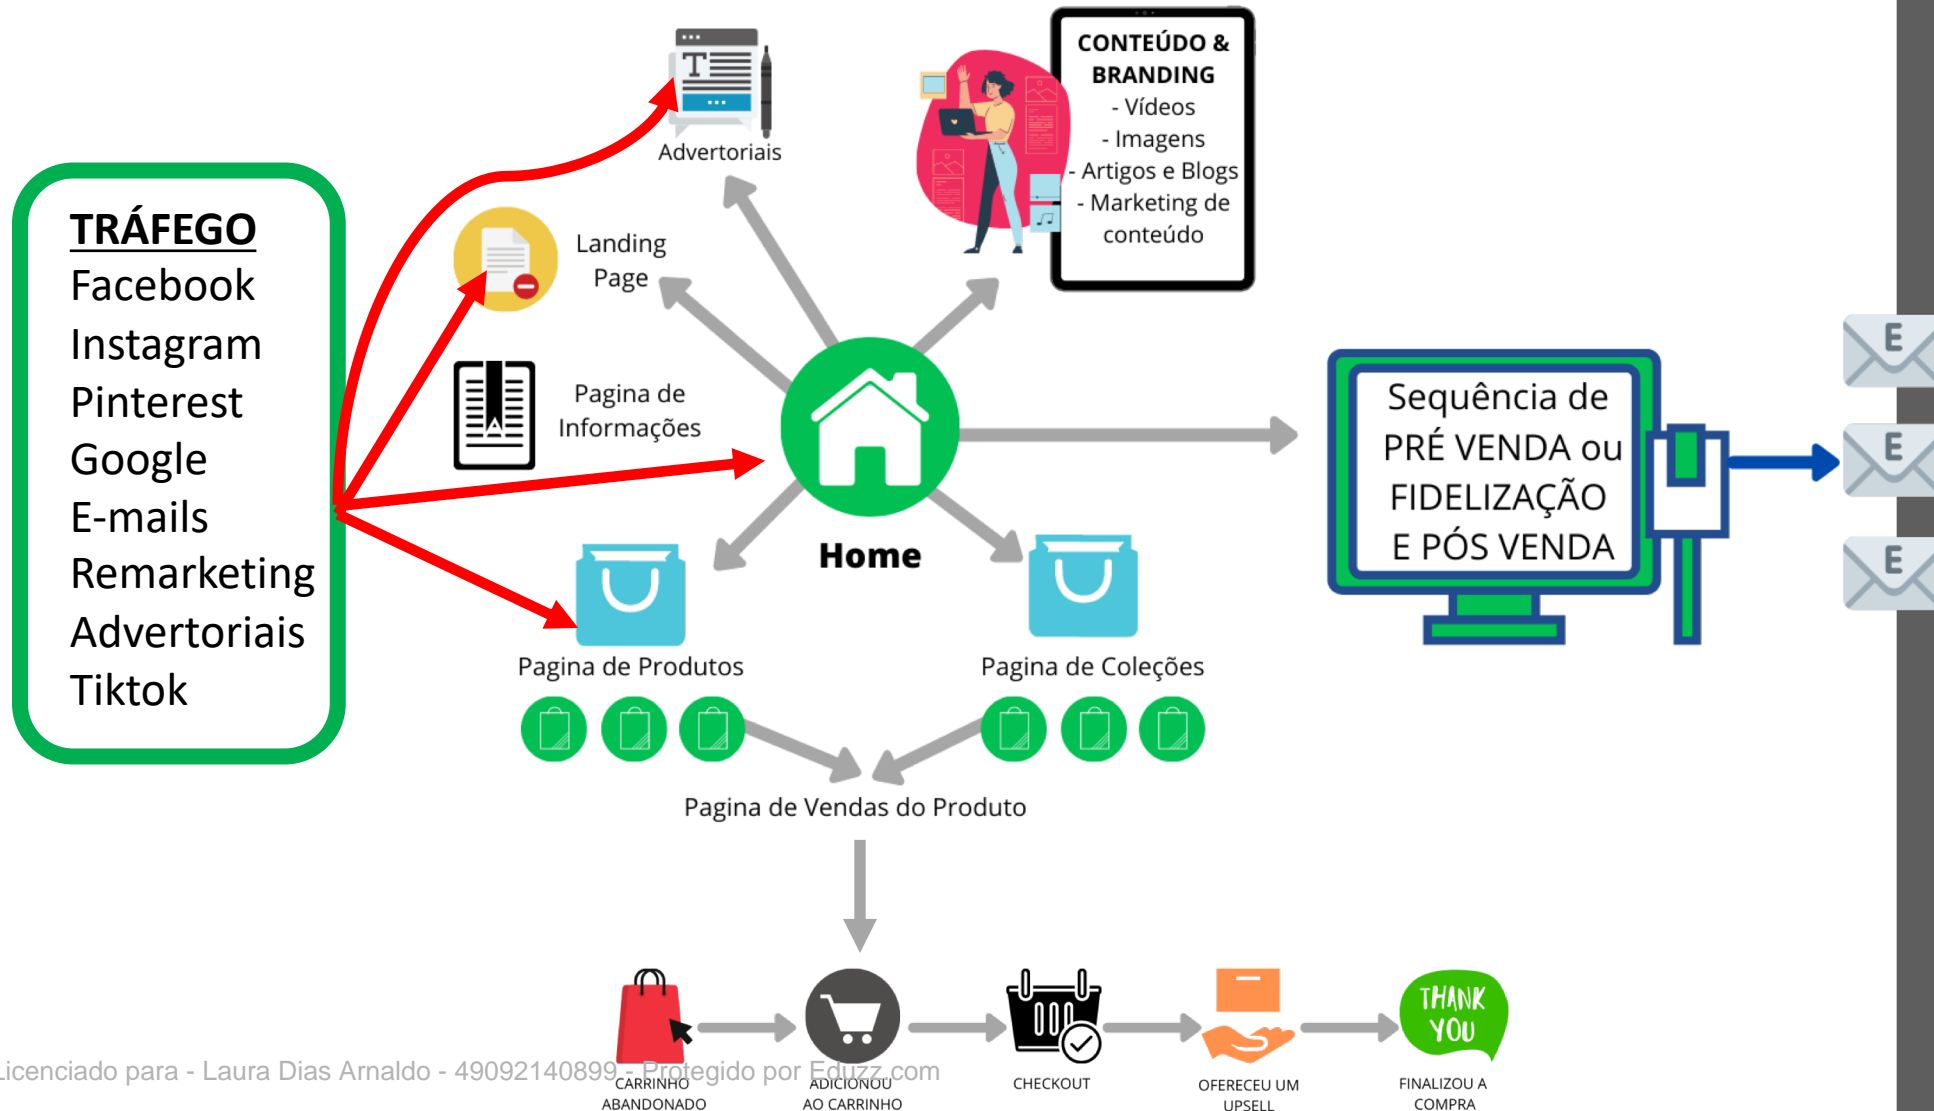 TRÁFEGO
Facebook
Instagram
Pinterest
Google
E-mails
Remarketing
Advertoriais
Tiktok
T
Advertoriais
Landing
Page
Pagina de
Informações
CONTEÚDO &
BRANDING
- Vídeos
- Imagens
- Artigos e Blogs
- Marketing de
conteúdo
Home
Sequência de
PRÉ VENDA ou
FIDELIZAÇÃO
E PÓS VENDA
E
E
E
Pagina de Produtos
Pagina de Coleções
Pagina de Vendas do Produto
THANK
YOU
Licenciado para - Laura Dias Arnaldo - 49092140899 - Protegido por Eduzz.com
CARRINHO
ABANDONADO
ADICIONOU
AO CARRINHO
CHECKOUT
OFERECEU UM
UPSELL
FINALIZOU A
COMPRA